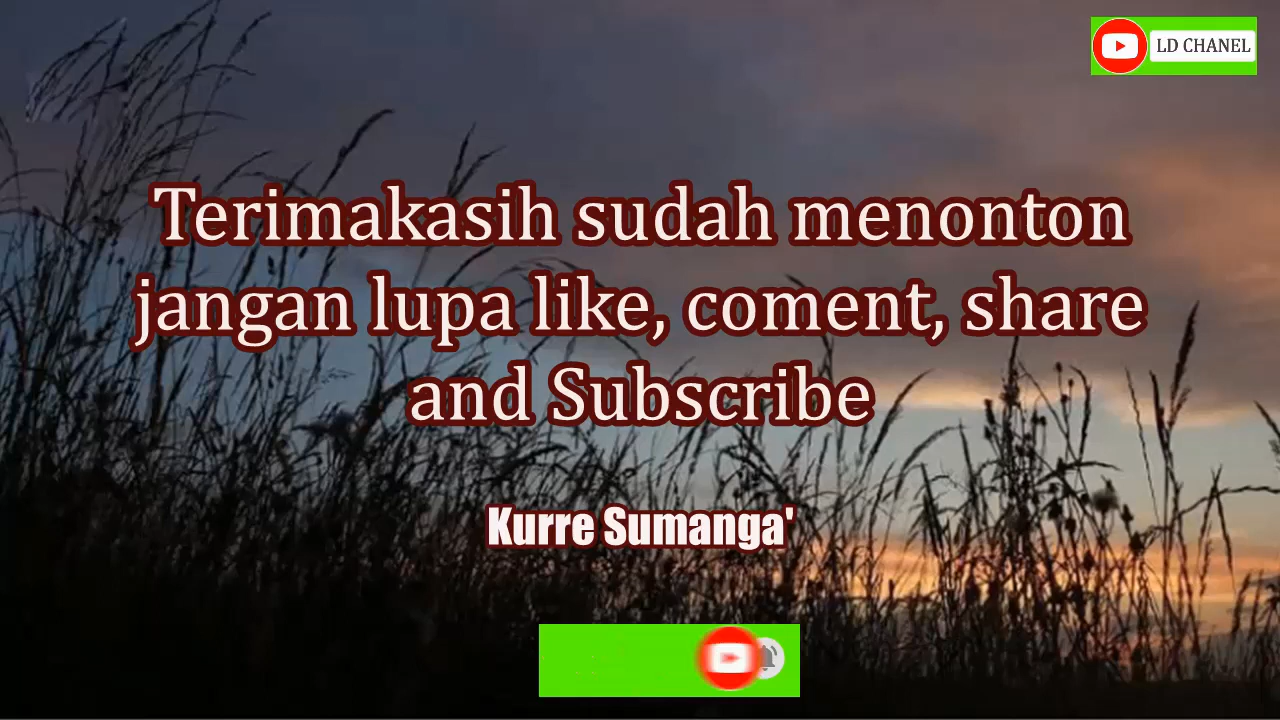 LD CHANEL
Terimakasih sudah menonton
jangan lupa like, coment, share
and Subscribe
Kurre Sumanga'